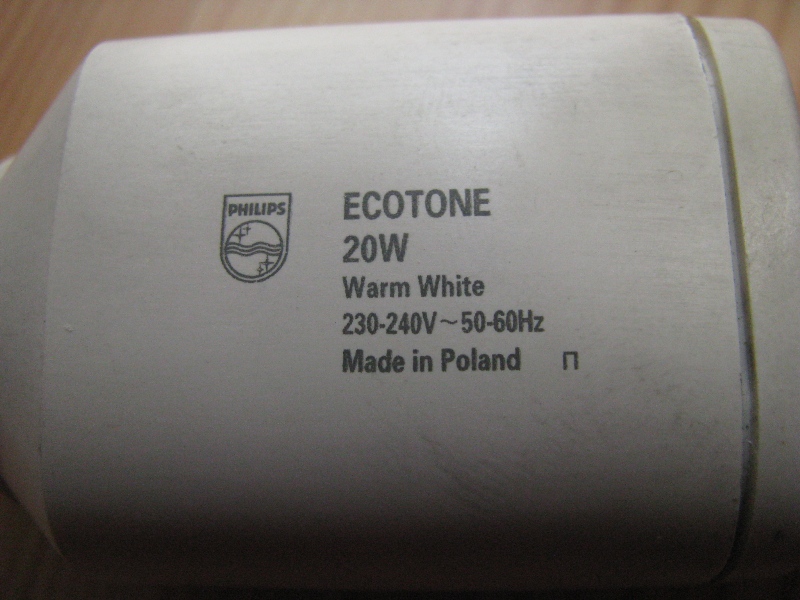 PHILIPS
ECOTONE
20W
Warm White
230-240V~50-60Hz
Made in Poland П